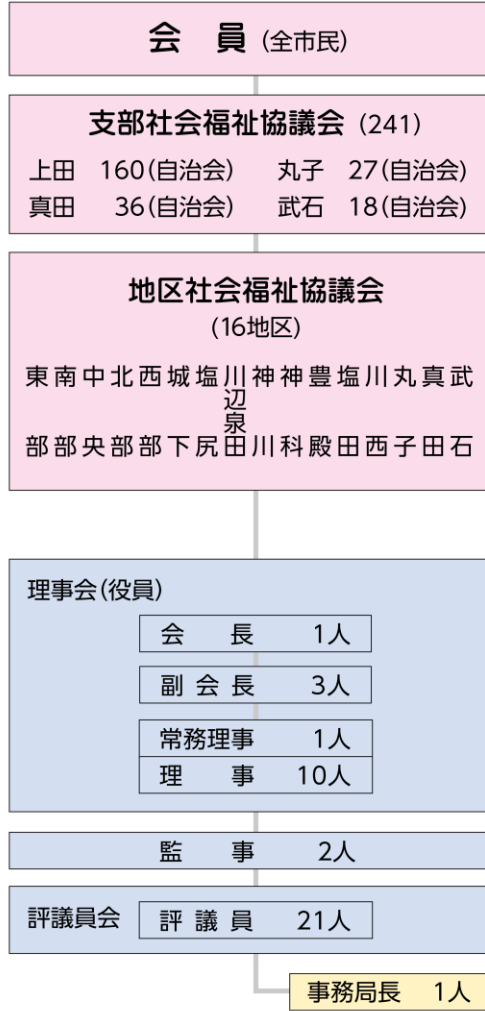 会 員 (全市民)
支部社会福祉協議会 (241)
上田 160(自治会) 丸子 27(自治会)
真田 36(自治会) 武石 18(自治会)
地区社会福祉協議会
(16地区)
東部 南部 中央 北部 西部 城下 塩尻 川辺泉田 神川 神科 豊殿 塩田 川西 丸子 真田 武石
理事会(役員)
会 長 1人
副 会 長 3人
常務理事 1人
理 事 10人
監 事 2人
評議員会 評 議 員 21人
事務局長 1人